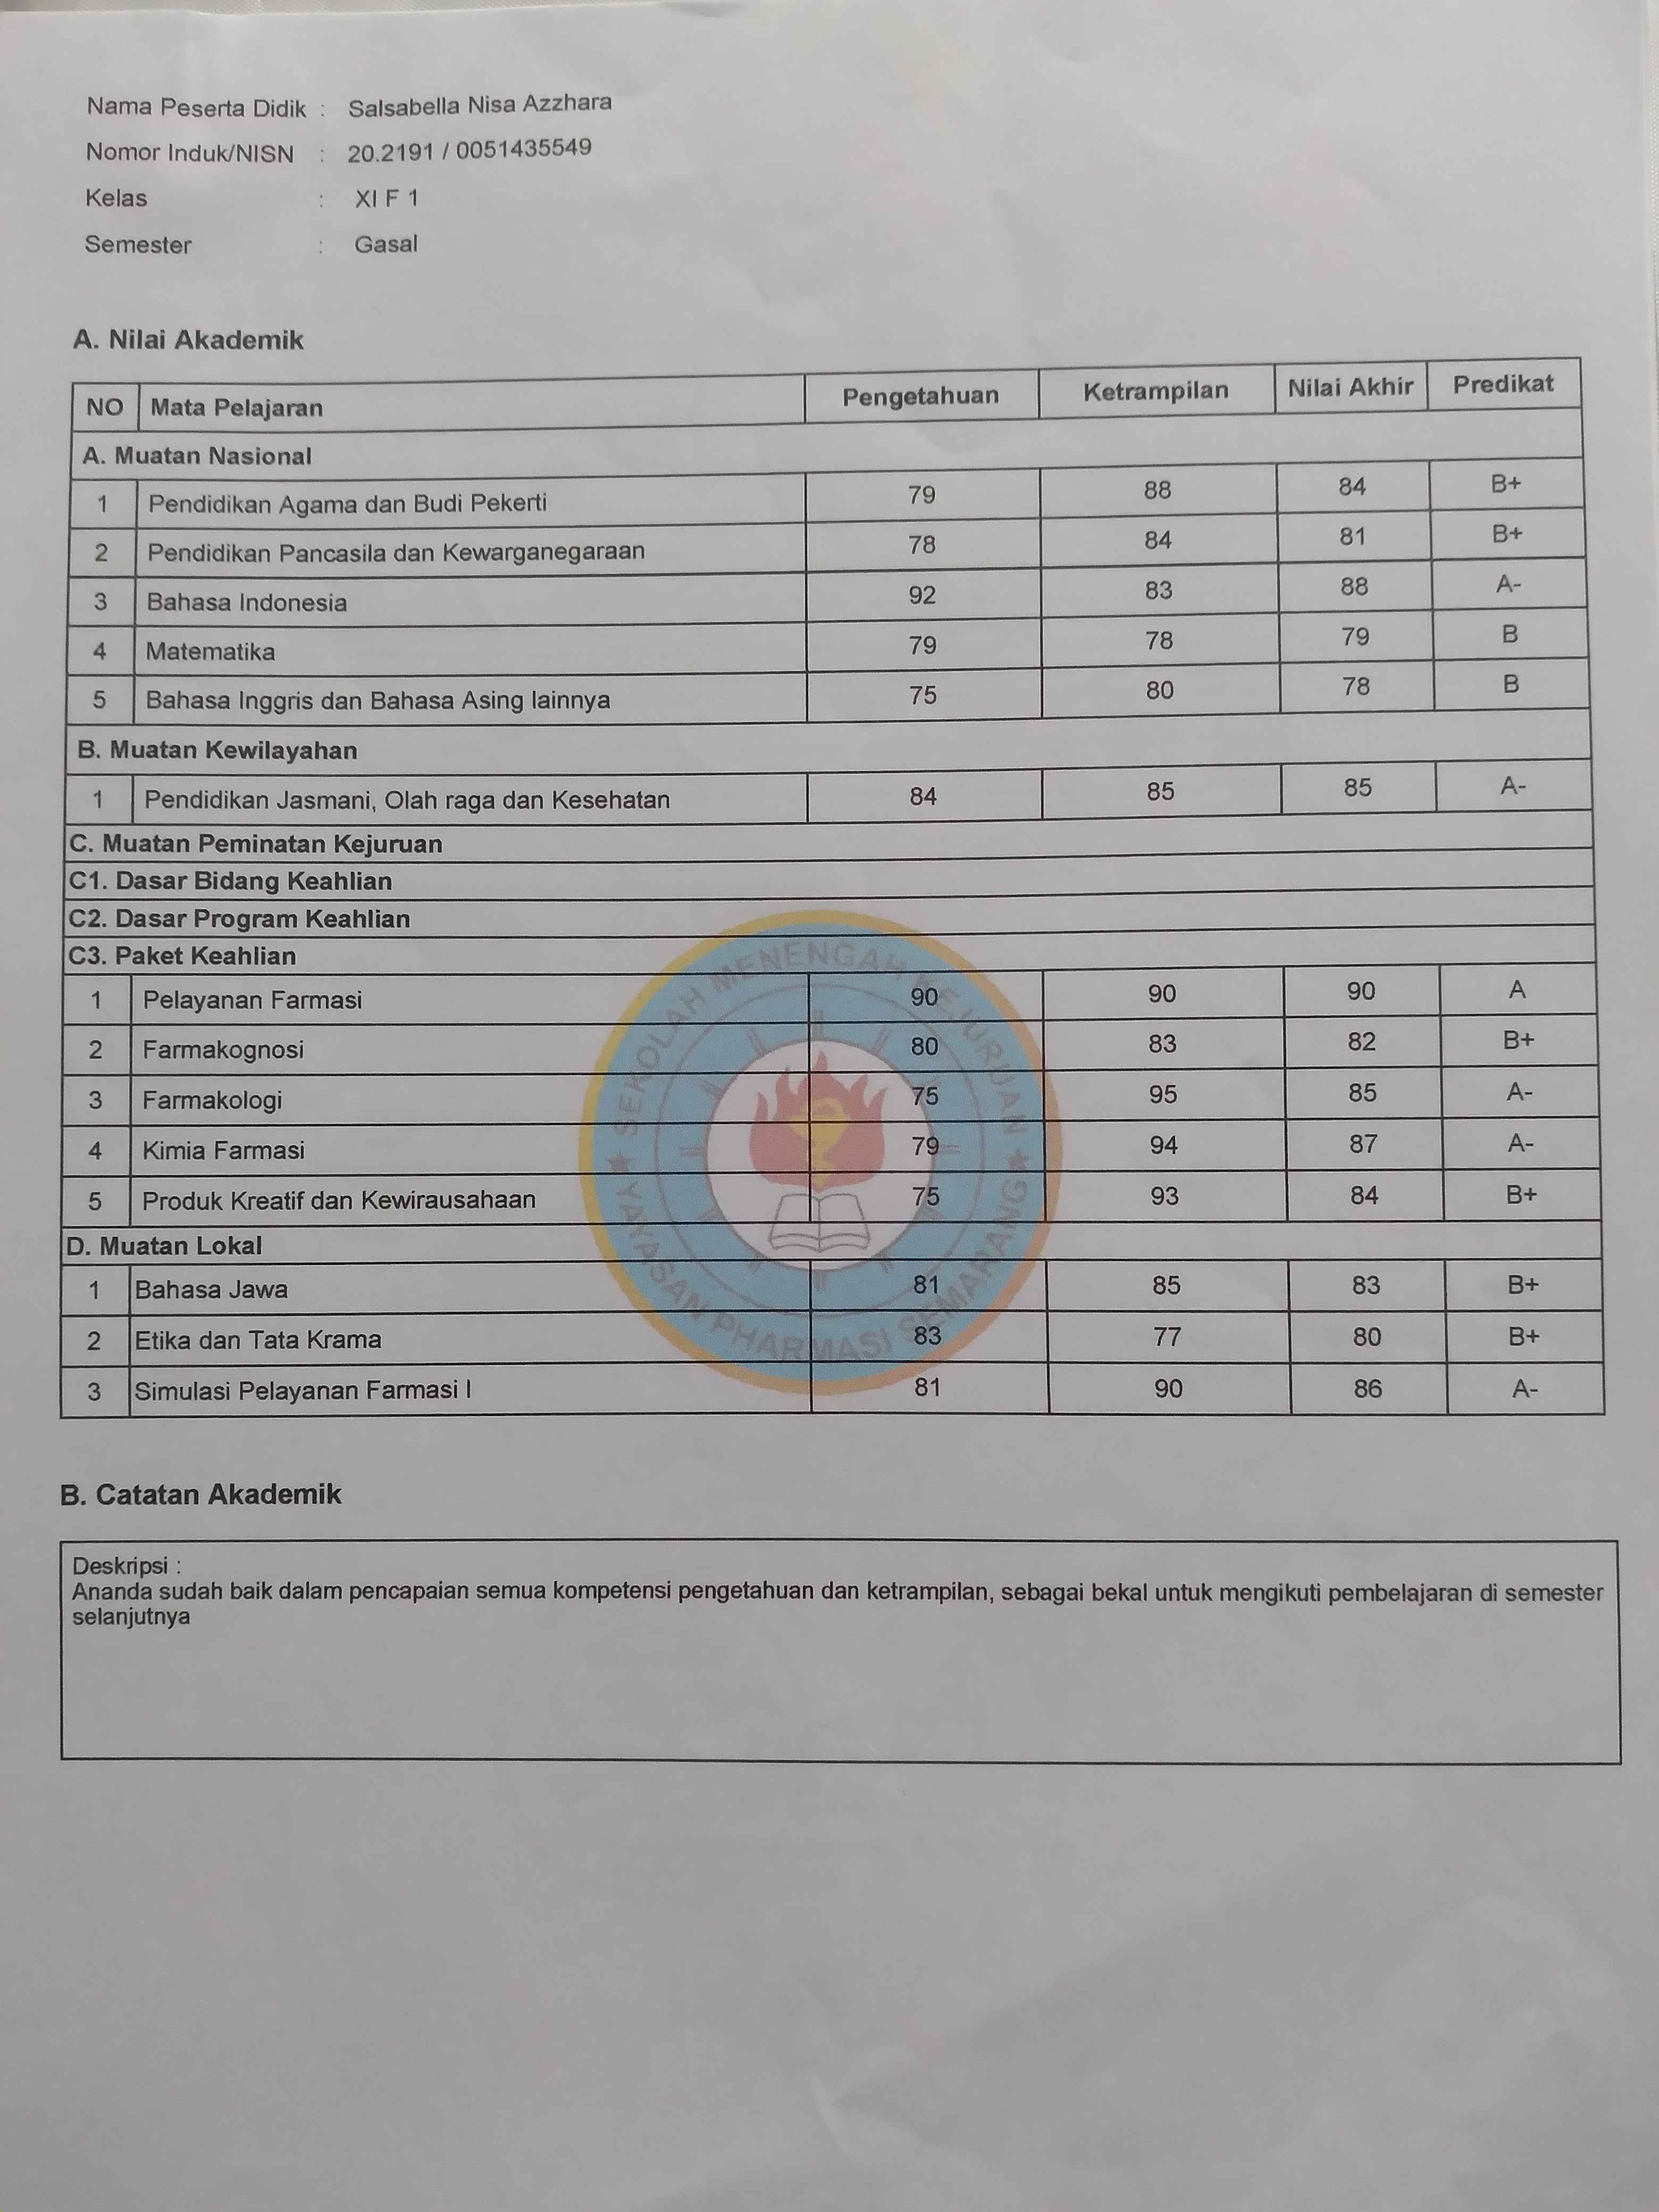 Nama Peserta Didik : Salsabella Nisa Azzhara
Nomor Induk/NISN : 20.2191 / 0051435549
Kelas : XI F 1
Semester : Gasal
A. Nilai Akademik
NO Mata Pelajaran Pengetahuan Ketrampilan Nilai Akhir Predikat
A. Muatan Nasional
1 Pendidikan Agama dan Budi Pekerti 79 88 84 B+
2 Pendidikan Pancasila dan Kewarganegaraan 78 84 81 B+
3 Bahasa Indonesia 92 83 88 A-
4 Matematika 79 78 79 B
5 Bahasa Inggris dan Bahasa Asing lainnya 75 80 78 B
B. Muatan Kewilayahan
1 Pendidikan Jasmani, Olah raga dan Kesehatan 84 85 85 A-
C. Muatan Peminatan Kejuruan
C1. Dasar Bidang Keahlian
C2. Dasar Program Keahlian
C3. Paket Keahlian
1 Pelayanan Farmasi 90 90 90 A
2 Farmakognosi 80 83 82 B+
3 Farmakologi 75 95 85 A-
4 Kimia Farmasi 79 94 87 A-
5 Produk Kreatif dan Kewirausahaan 75 93 84 B+
D. Muatan Lokal
1 Bahasa Jawa 81 85 83 B+
2 Etika dan Tata Krama 83 77 80 B+
3 Simulasi Pelayanan Farmasi I 81 90 86 A-
SEKOLAH MENENGAH KEJURUAN
YAYASAN PHARMASI SEMARANG
B. Catatan Akademik
Deskripsi :
Ananda sudah baik dalam pencapaian semua kompetensi pengetahuan dan ketrampilan, sebagai bekal untuk mengikuti pembelajaran di semester
selanjutnya